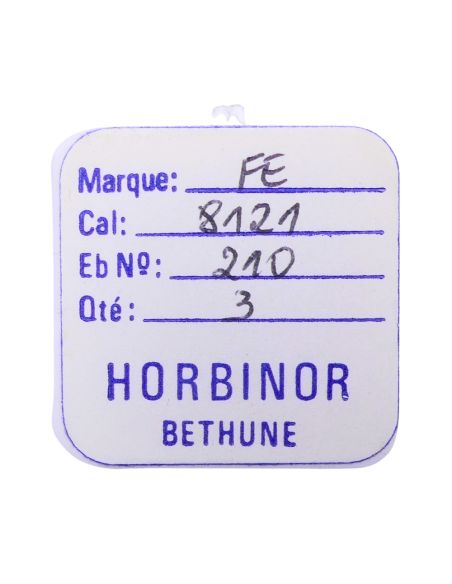 Marque: FE
Cal: 8121
Eb Nº: 210
Qté: 3
HORBINOR
BETHUNE